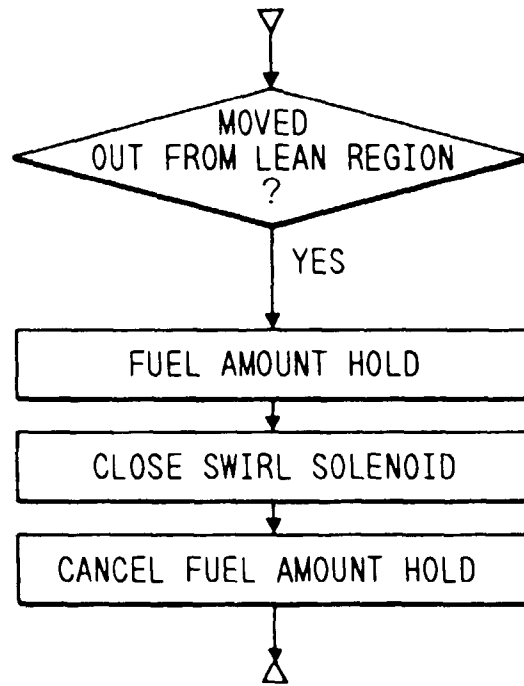 MOVED
OUT FROM LEAN REGION
?
YES
FUEL AMOUNT HOLD
CLOSE SWIRL SOLENOID
CANCEL FUEL AMOUNT HOLD